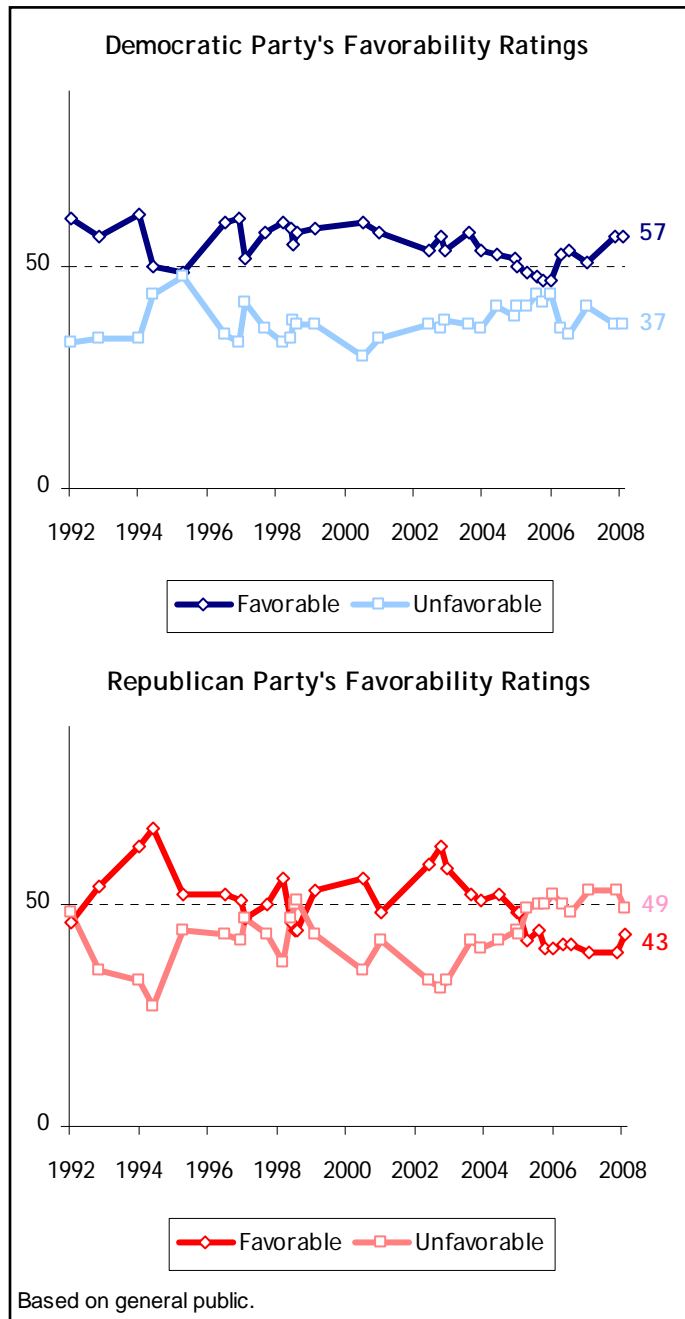 Democratic Party's Favorability Ratings
57
50
37
0
1992 1994 1996 1998 2000 2002 2004 2006 2008
Favorable Unfavorable
Republican Party's Favorability Ratings
50
49
43
0
1992 1994 1996 1998 2000 2002 2004 2006 2008
Favorable Unfavorable
Based on general public.